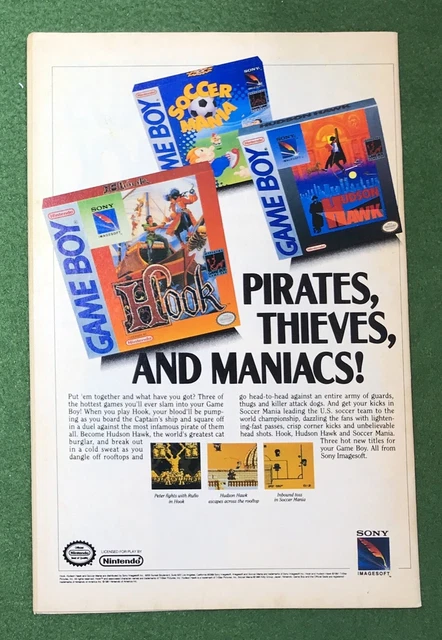 SOCCER
MANIA
GAME BOY
HUDSON HAWK
GAME BOY
HUDSON
HAWK
Hook
SONY
IMAGESOFT
GAME BOY
Hook
PIRATES,
THIEVES,
AND MANIACS!
Put 'em together and what have you got? Three of
the hottest games you'll ever slam into your Game
Boy! When you play Hook, your blood'll be pump-
ing as you board the Captain's ship and square off
in a duel against the most infamous pirate of them
all. Become Hudson Hawk, the world's greatest cat
burglar, and break out
in a cold sweat as you
dangle off rooftops and
go head-to-head against an entire army of guards,
thugs and killer attack dogs. And get your kicks in
Soccer Mania leading the U.S. soccer team to the
world championship, dazzling the fans with lighten-
ing-fast passes, crisp corner kicks and unbelievable
head shots. Hook, Hudson Hawk and Soccer Mania.
Three hot new titles for
your Game Boy. All from
Sony Imagesoft.
Peter fights with Rufio
in Hook
Hudson Hawk
escapes across the rooftop
Inbound toss
in Soccer Mania
LICENSED FOR PLAY BY
Nintendo
SONY
IMAGESOFT